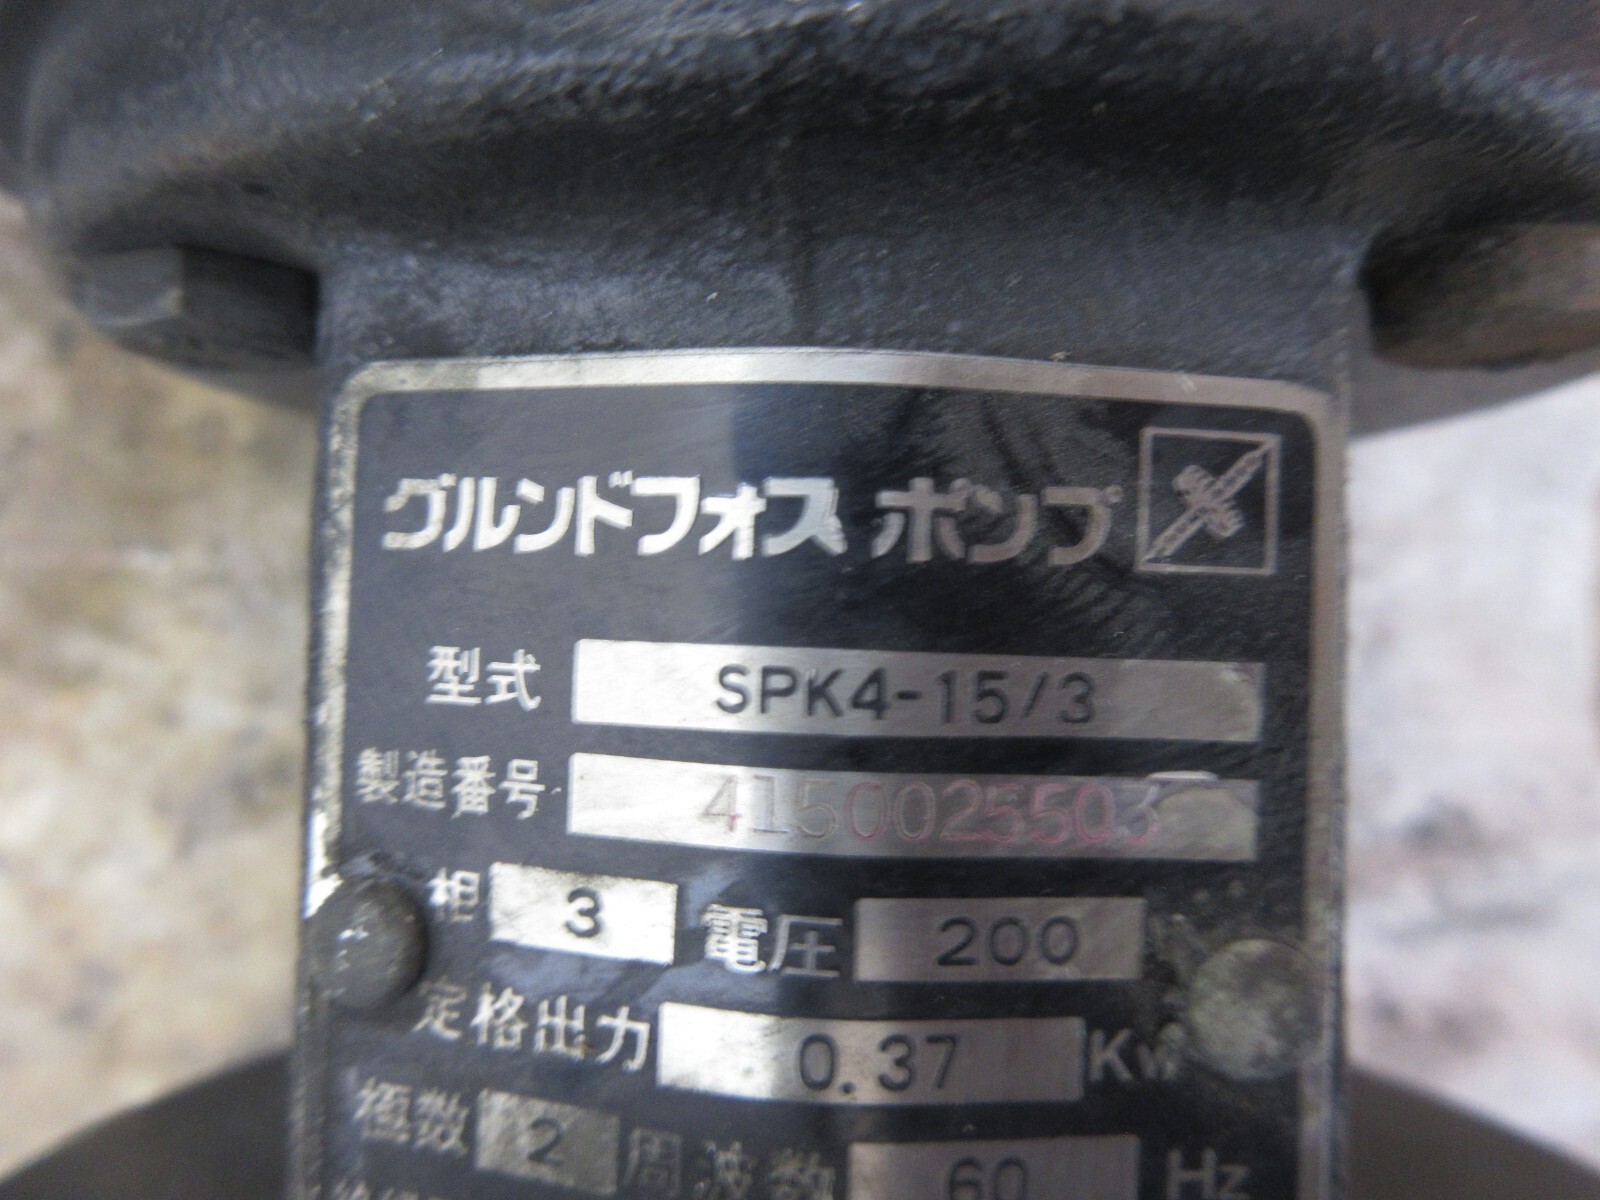 グルンドフォス ポンプ
型式 SPK4-15/3
製造番号 4150025503
相 3 電圧 200
定格出力 0.37 Kw
極数 2 周波数 60 Hz